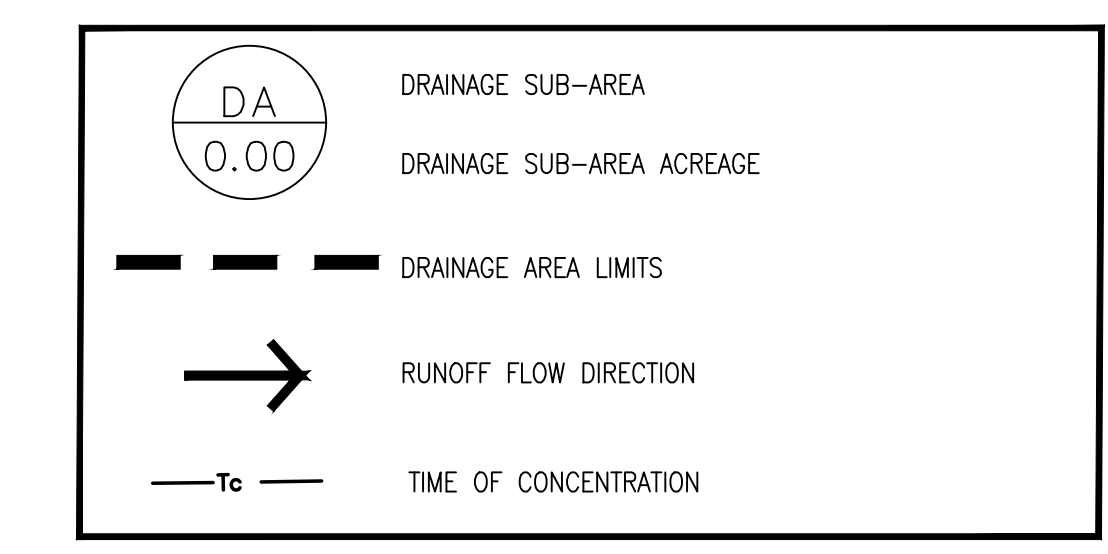 DA
DRAINAGE SUB-AREA
0.00
DRAINAGE SUB-AREA ACREAGE
DRAINAGE AREA LIMITS
RUNOFF FLOW DIRECTION
Tc
TIME OF CONCENTRATION